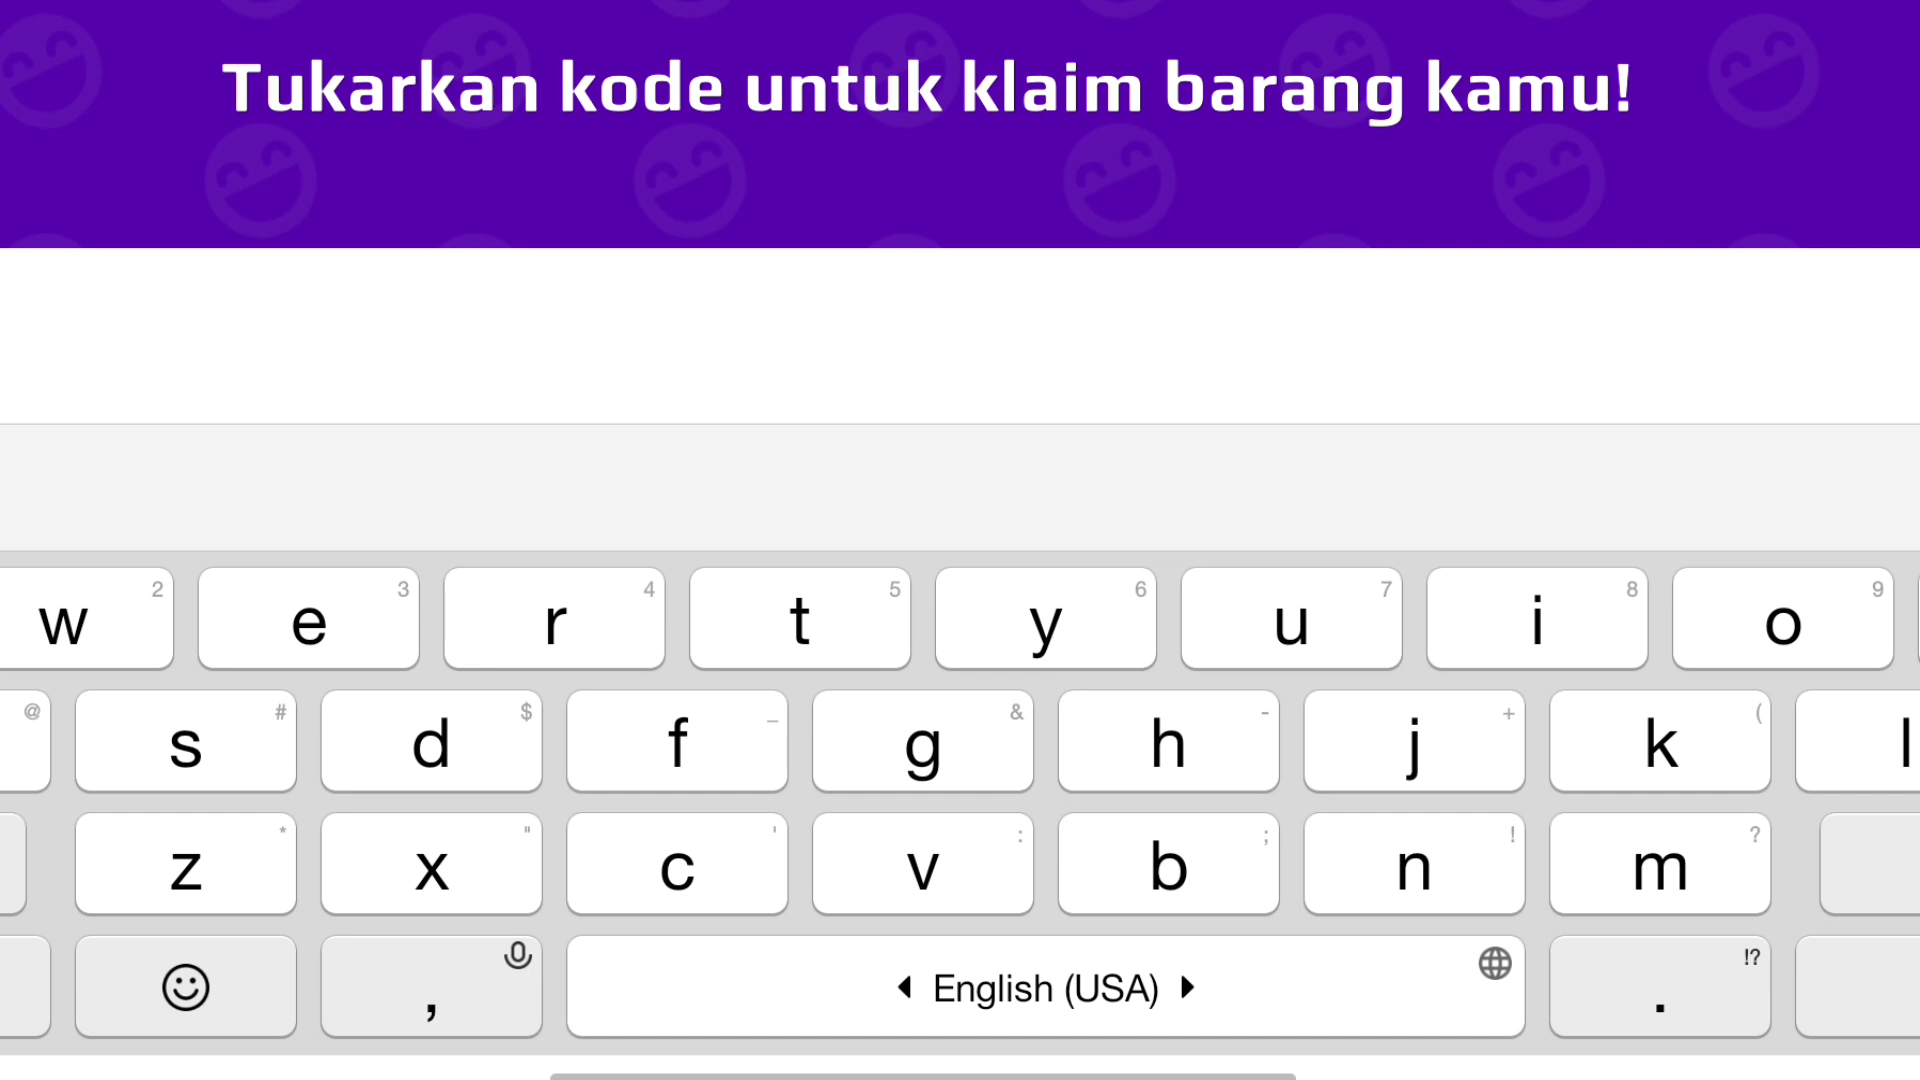 Tukarkan kode untuk klaim barang kamu!
w 2 e 3 r 4 t 5 y 6 u 7 i 8 o 9
@ s # d $ f _ g & h - j + k ( l
z * x " c ' v : b ; n ! m ?
, English (USA) . !?